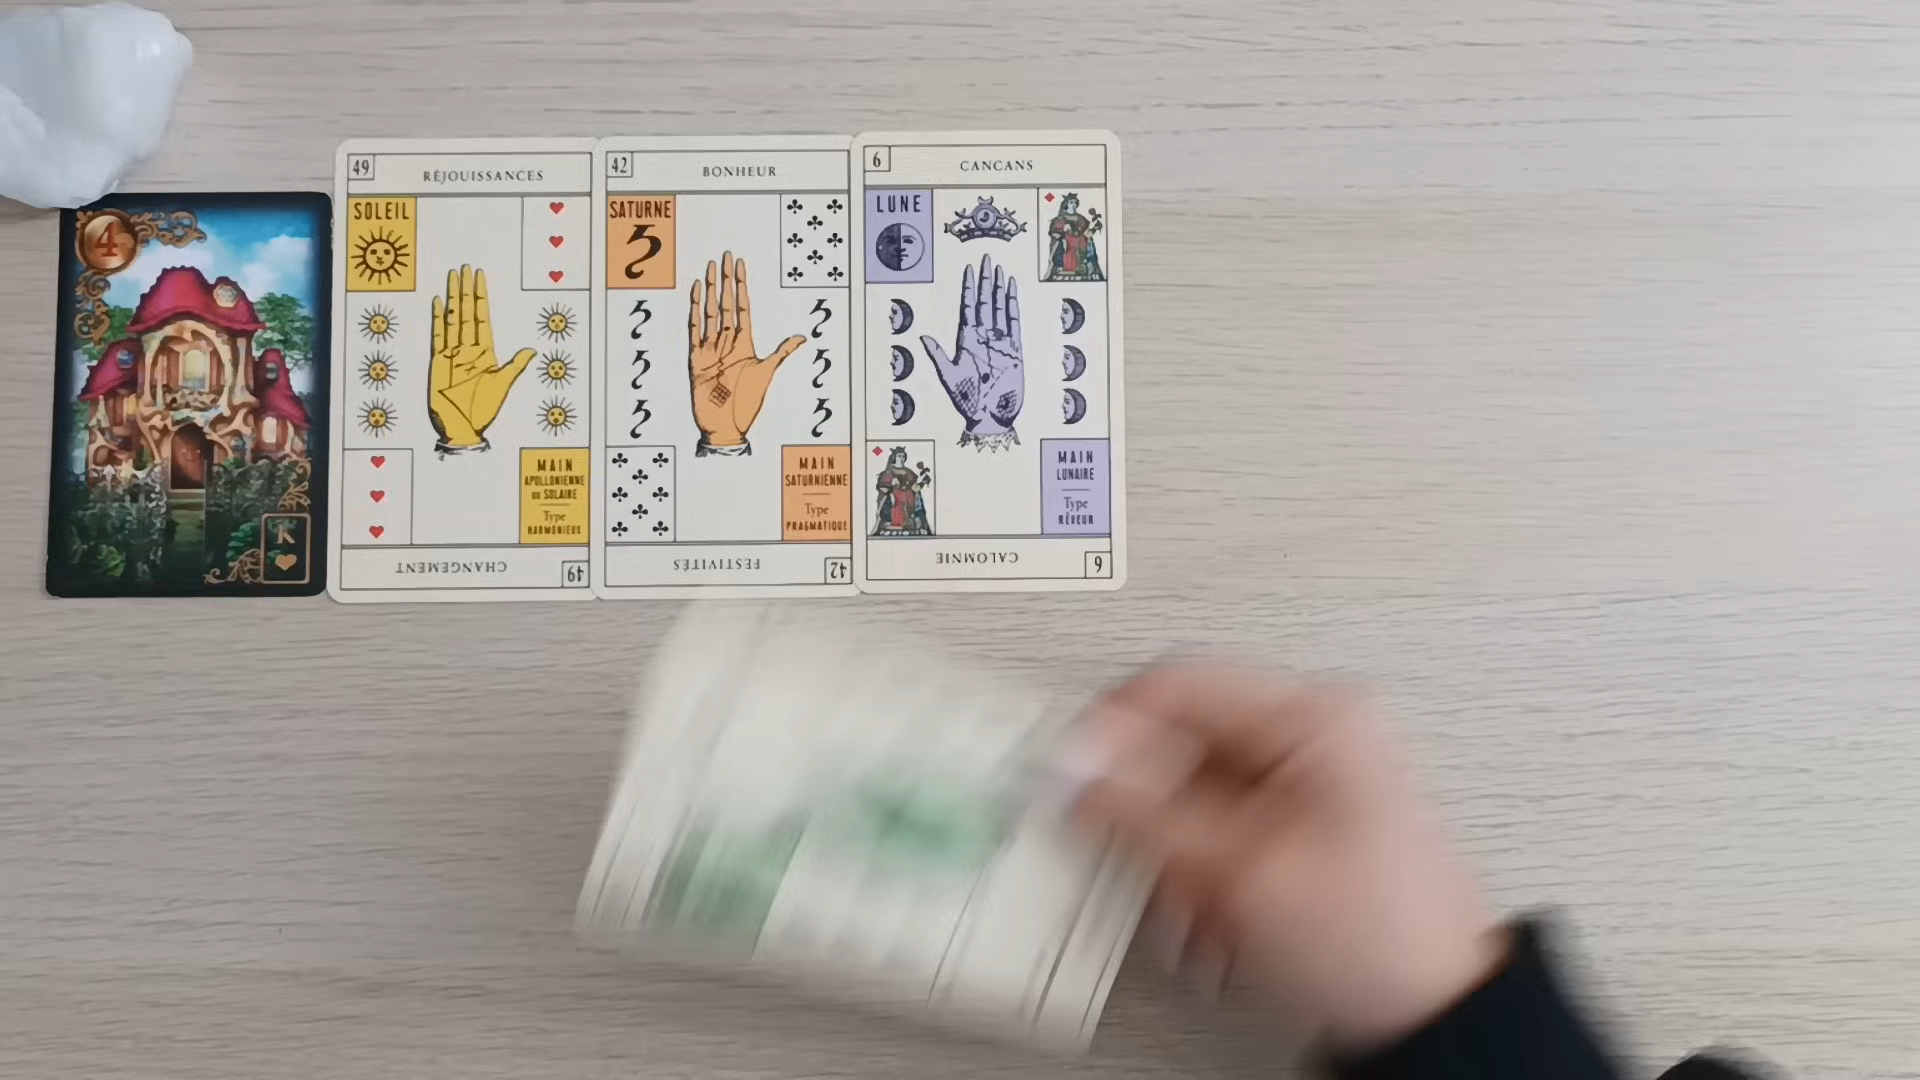 4
K
49
RÉJOUISSANCES
SOLEIL
MAIN
APOLLONIENNE
OU SOLAIRE
Type
HARMONIEUX
CHANGEMENT
49
42
BONHEUR
SATURNE
MAIN
SATURNIENNE
Type
PRAGMATIQUE
FESTIVITÉS
42
6
CANCANS
LUNE
MAIN
LUNAIRE
Type
RÊVEUR
CALOMNIE
6